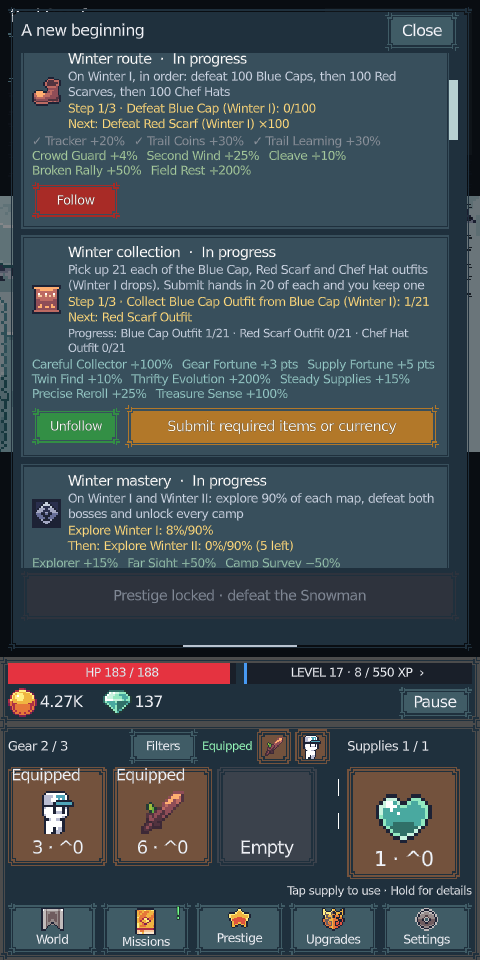 A new beginning
Close
Winter route · In progress
On Winter I, in order: defeat 100 Blue Caps, then 100 Red
Scarves, then 100 Chef Hats
Step 1/3 · Defeat Blue Cap (Winter I): 0/100
Next: Defeat Red Scarf (Winter I) ×100
✓ Tracker +20% ✓ Trail Coins +30% ✓ Trail Learning +30%
Crowd Guard +4% Second Wind +25% Cleave +10%
Broken Rally +50% Field Rest +200%
Follow
Winter collection · In progress
Pick up 21 each of the Blue Cap, Red Scarf and Chef Hat outfits
(Winter I drops). Submit hands in 20 of each and you keep one
Step 1/3 · Collect Blue Cap Outfit from Blue Cap (Winter I): 1/21
Next: Red Scarf Outfit
Progress: Blue Cap Outfit 1/21 · Red Scarf Outfit 0/21 · Chef Hat
Outfit 0/21
Careful Collector +100% Gear Fortune +3 pts Supply Fortune +5 pts
Twin Find +10% Thrifty Evolution +200% Steady Supplies +15%
Precise Reroll +25% Treasure Sense +100%
Unfollow
Submit required items or currency
Winter mastery · In progress
On Winter I and Winter II: explore 90% of each map, defeat both
bosses and unlock every camp
Explore Winter I: 8%/90%
Then: Explore Winter II: 0%/90% (5 left)
Explorer +15% Far Sight +50% Camp Survey −50%
Prestige locked · defeat the Snowman
HP 183 / 188
LEVEL 17 · 8 / 550 XP ›
4.27K
137
Pause
Gear 2 / 3
Filters
Equipped
Supplies 1 / 1
Equipped
3 · ^0
Equipped
6 · ^0
Empty
1 · ^0
Tap supply to use · Hold for details
World
Missions
!
Prestige
Upgrades
Settings